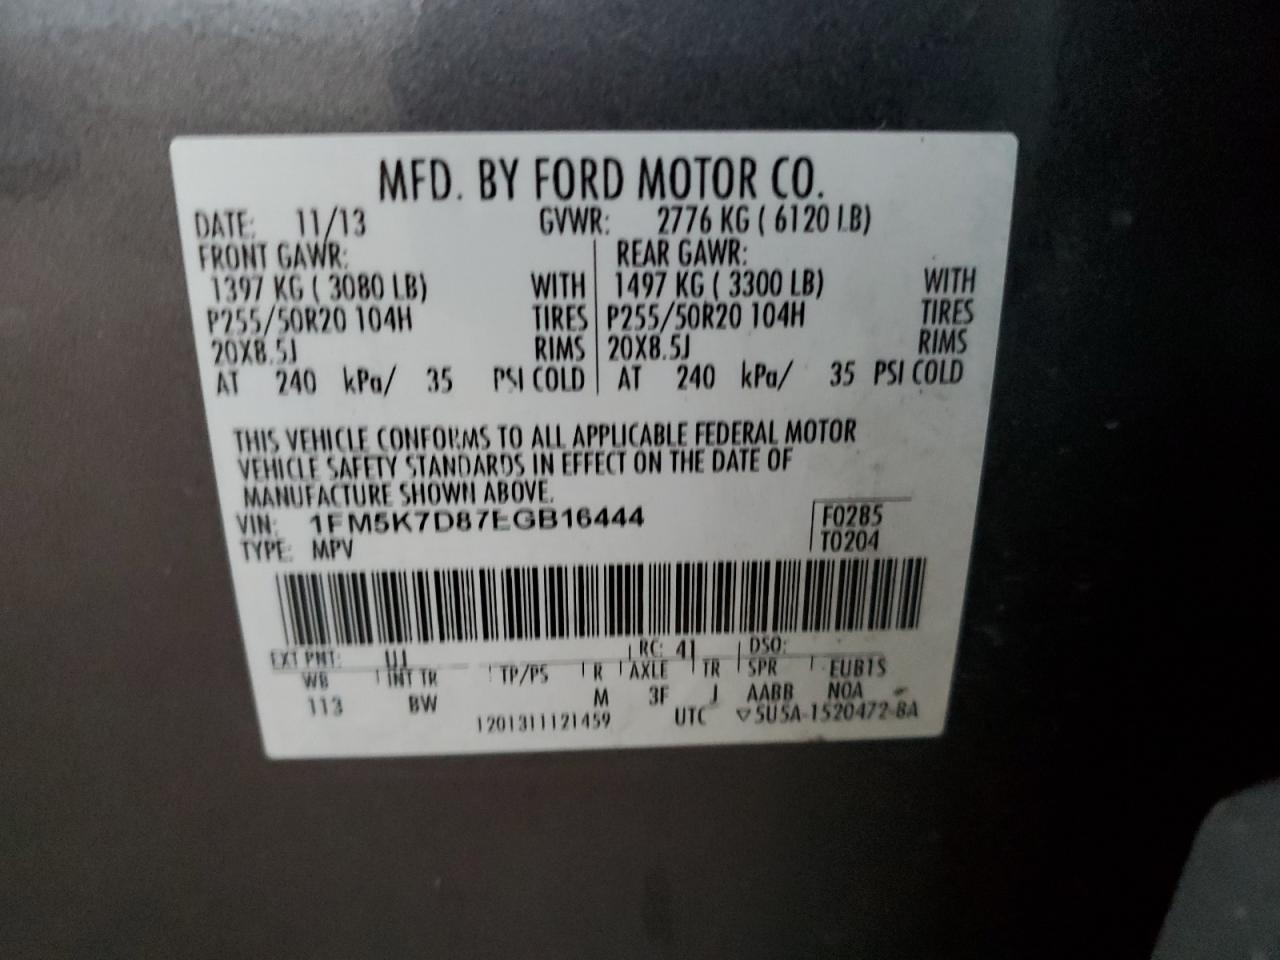 MFD. BY FORD MOTOR CO.
DATE: 11/13 GVWR: 2776 KG ( 6120 LB)
FRONT GAWR: REAR GAWR:
1397 KG ( 3080 LB) WITH 1497 KG ( 3300 LB) WITH
P255/50R20 104H TIRES P255/50R20 104H TIRES
20X8.5J RIMS 20X8.5J RIMS
AT 240 kPa/ 35 PSI COLD AT 240 kPa/ 35 PSI COLD
THIS VEHICLE CONFORMS TO ALL APPLICABLE FEDERAL MOTOR
VEHICLE SAFETY STANDARDS IN EFFECT ON THE DATE OF
MANUFACTURE SHOWN ABOVE.
VIN: 1FM5K7D87EGB16444 F0285
TYPE: MPV T0204
EXT PNT: UJ RC: 41 DSO:
WB INT TR TP/PS R AXLE TR SPR EUBTS
113 BW M 3F J AABB NOA
1201311121459 UTC ▽5U5A-1520472-BA